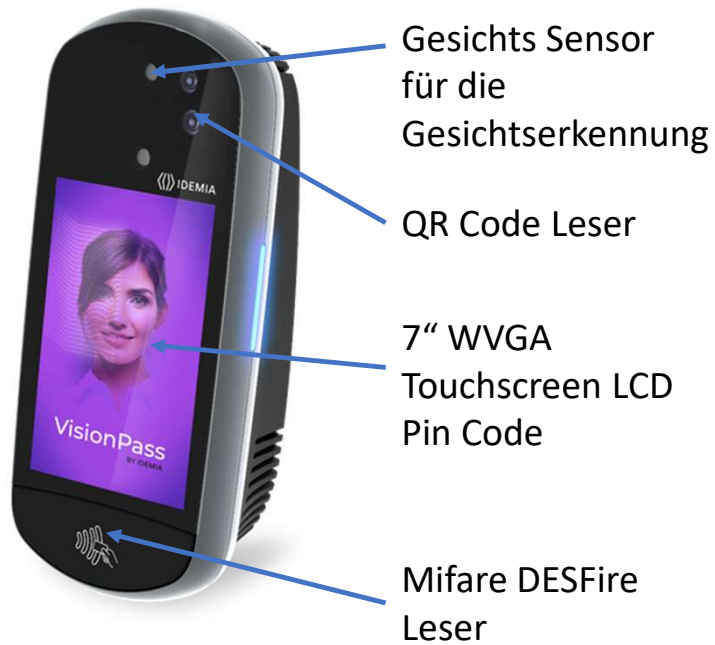 Gesichts Sensor
für die
Gesichtserkennung
QR Code Leser
7“ WVGA
Touchscreen LCD
Pin Code
Mifare DESFire
Leser
IDEMIA
VisionPass
BY IDEMIA